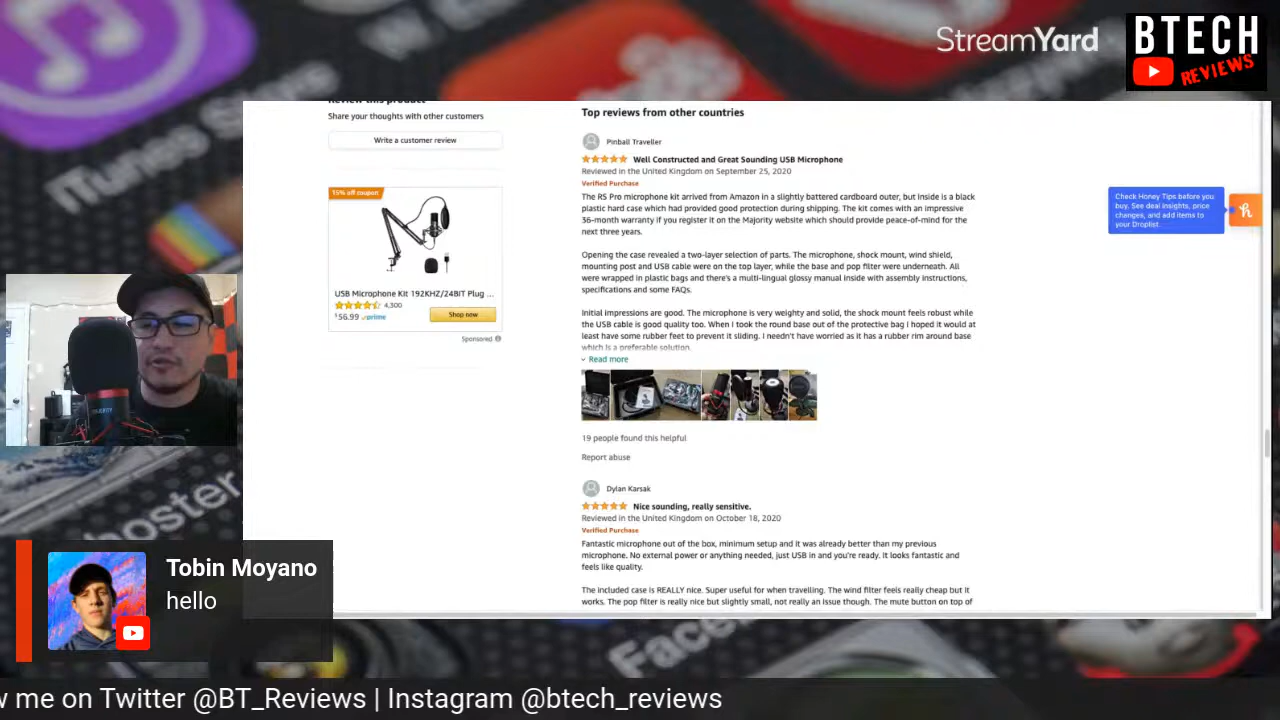 StreamYard
BTECH
REVIEWS
Review this product
Share your thoughts with other customers
Write a customer review
15% off coupon
USB Microphone Kit 192KHZ/24BIT Plug ...
4,300
$56.99 prime
Shop now
Sponsored
Top reviews from other countries
Pinball Traveller
Well Constructed and Great Sounding USB Microphone
Reviewed in the United Kingdom on September 25, 2020
Verified Purchase
The RS Pro microphone kit arrived from Amazon in a slightly battered cardboard outer, but inside is a black
plastic hard case which had provided good protection during shipping. The kit comes with an impressive
36-month warranty if you register it on the Majority website which should provide peace-of-mind for the
next three years.
Opening the case revealed a two-layer selection of parts. The microphone, shock mount, wind shield,
mounting post and USB cable were on the top layer, while the base and pop filter were underneath. All
were wrapped in plastic bags and there's a multi-lingual glossy manual inside with assembly instructions,
specifications and some FAQs.
Initial impressions are good. The microphone is very weighty and solid, the shock mount feels robust while
the USB cable is good quality too. When I took the round base out of the protective bag I hoped it would at
least have some rubber feet to prevent it sliding. I needn't have worried as it has a rubber rim around base
which is a preferable solution.
Read more
19 people found this helpful
Report abuse
Dylan Karsak
Nice sounding, really sensitive.
Reviewed in the United Kingdom on October 18, 2020
Verified Purchase
Fantastic microphone out of the box, minimum setup and it was already better than my previous
microphone. No external power or anything needed, just USB in and you're ready. It looks fantastic and
feels like quality.
The included case is REALLY nice. Super useful for when travelling. The wind filter feels really cheap but it
works. The pop filter is really nice but slightly small, not really an issue though. The mute button on top of
Check Honey Tips before you
buy. See deal insights, price
changes, and add items to
your Droplist.
h
Tobin Moyano
hello
w me on Twitter @BT_Reviews | Instagram @btech_reviews